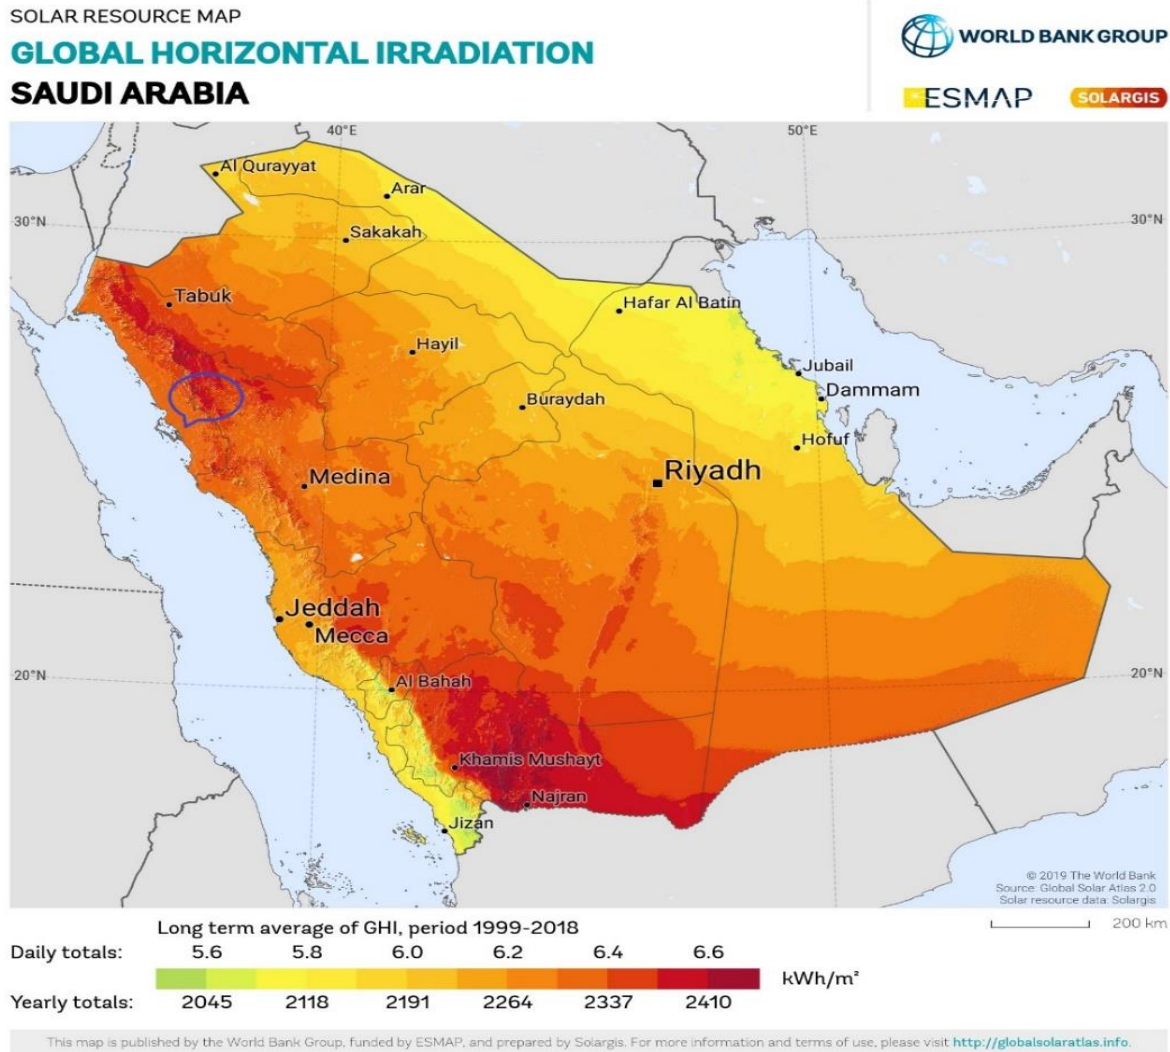 SOLAR RESOURCE MAP
GLOBAL HORIZONTAL IRRADIATION
SAUDI ARABIA
WORLD BANK GROUP
ESMAP
SOLARGIS
40°E
50°E
Al Qurayyat
Arar
30°N
30°N
Sakakah
Tabuk
Hafar Al Batin
Hayil
Jubail
Dammam
Buraydah
Hofuf
Riyadh
Medina
Jeddah
Mecca
20°N
20°N
Al Bahah
Khamis Mushayt
Najran
Jizan
© 2019 The World Bank
Source: Global Solar Atlas 2.0
Solar resource data: Solargis
200 km
Long term average of GHI, period 1999-2018
Daily totals: 5.6 5.8 6.0 6.2 6.4 6.6
kWh/m²
Yearly totals: 2045 2118 2191 2264 2337 2410
This map is published by the World Bank Group, funded by ESMAP, and prepared by Solargis. For more information and terms of use, please visit http://globalsolaratlas.info.